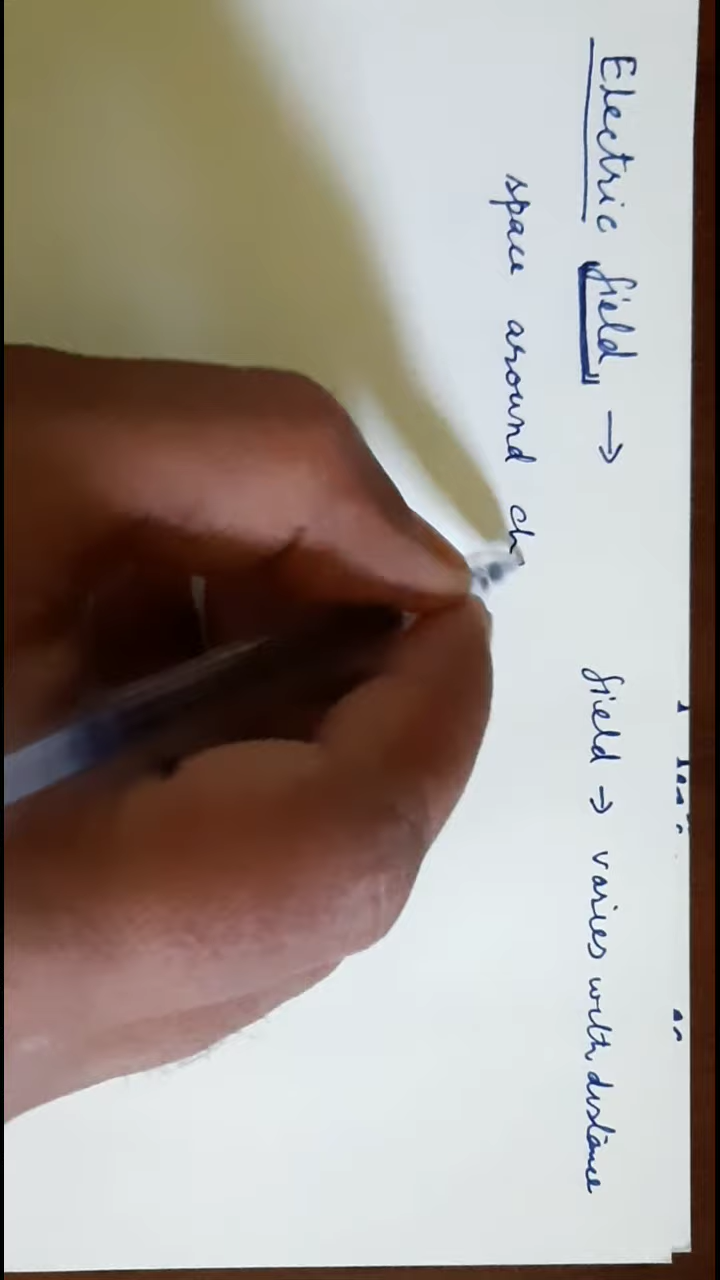 Electric field → field → varies with distance
space around ch